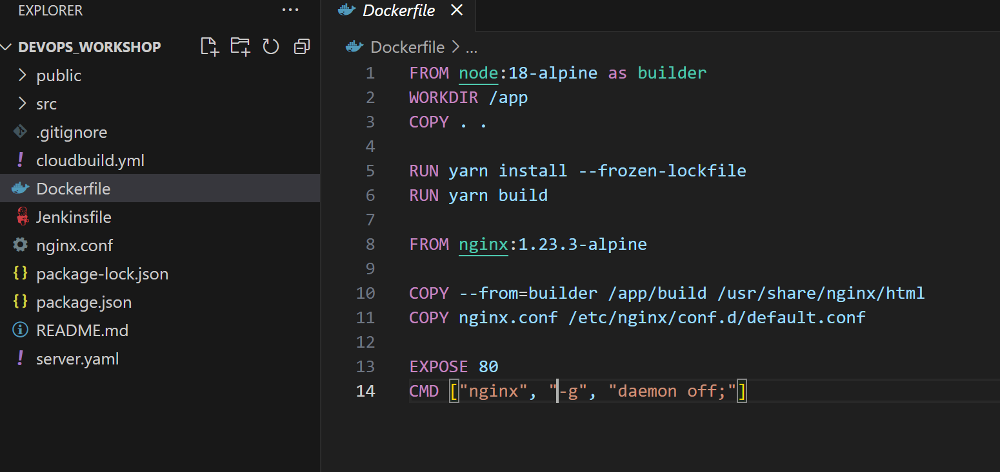 EXPLORER
DEVOPS_WORKSHOP
public
src
.gitignore
cloudbuild.yml
Dockerfile
Jenkinsfile
nginx.conf
package-lock.json
package.json
README.md
server.yaml
Dockerfile
Dockerfile > ...
1 FROM node:18-alpine as builder
2 WORKDIR /app
3 COPY . .
4
5 RUN yarn install --frozen-lockfile
6 RUN yarn build
7
8 FROM nginx:1.23.3-alpine
9
10 COPY --from=builder /app/build /usr/share/nginx/html
11 COPY nginx.conf /etc/nginx/conf.d/default.conf
12
13 EXPOSE 80
14 CMD ["nginx", "-g", "daemon off;"]